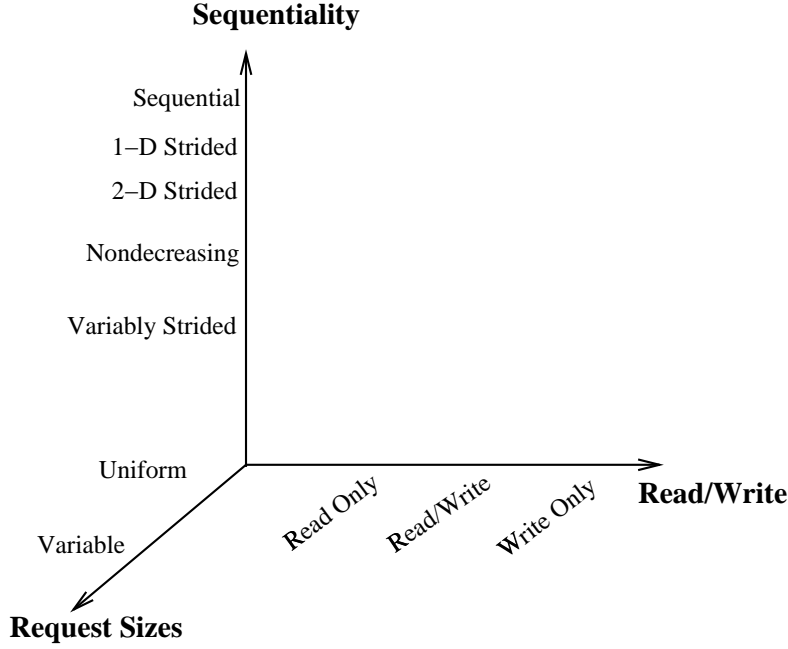 Sequentiality
Sequential
1–D Strided
2–D Strided
Nondecreasing
Variably Strided
Uniform
Variable
Request Sizes
Read Only
Read/Write
Write Only
Read/Write